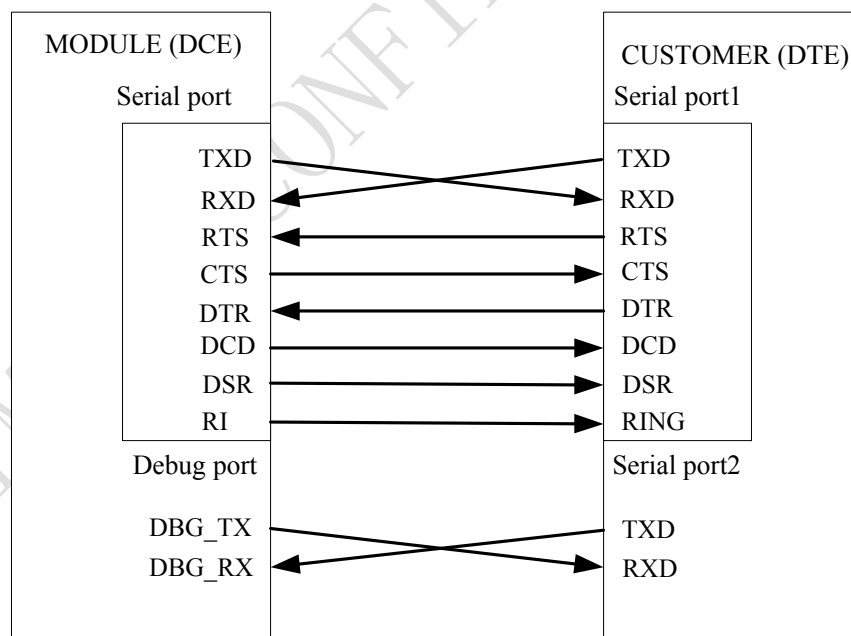 MODULE (DCE)
Serial port
TXD
RXD
RTS
CTS
DTR
DCD
DSR
RI
Debug port
DBG_TX
DBG_RX
CUSTOMER (DTE)
Serial port1
TXD
RXD
RTS
CTS
DTR
DCD
DSR
RING
Serial port2
TXD
RXD